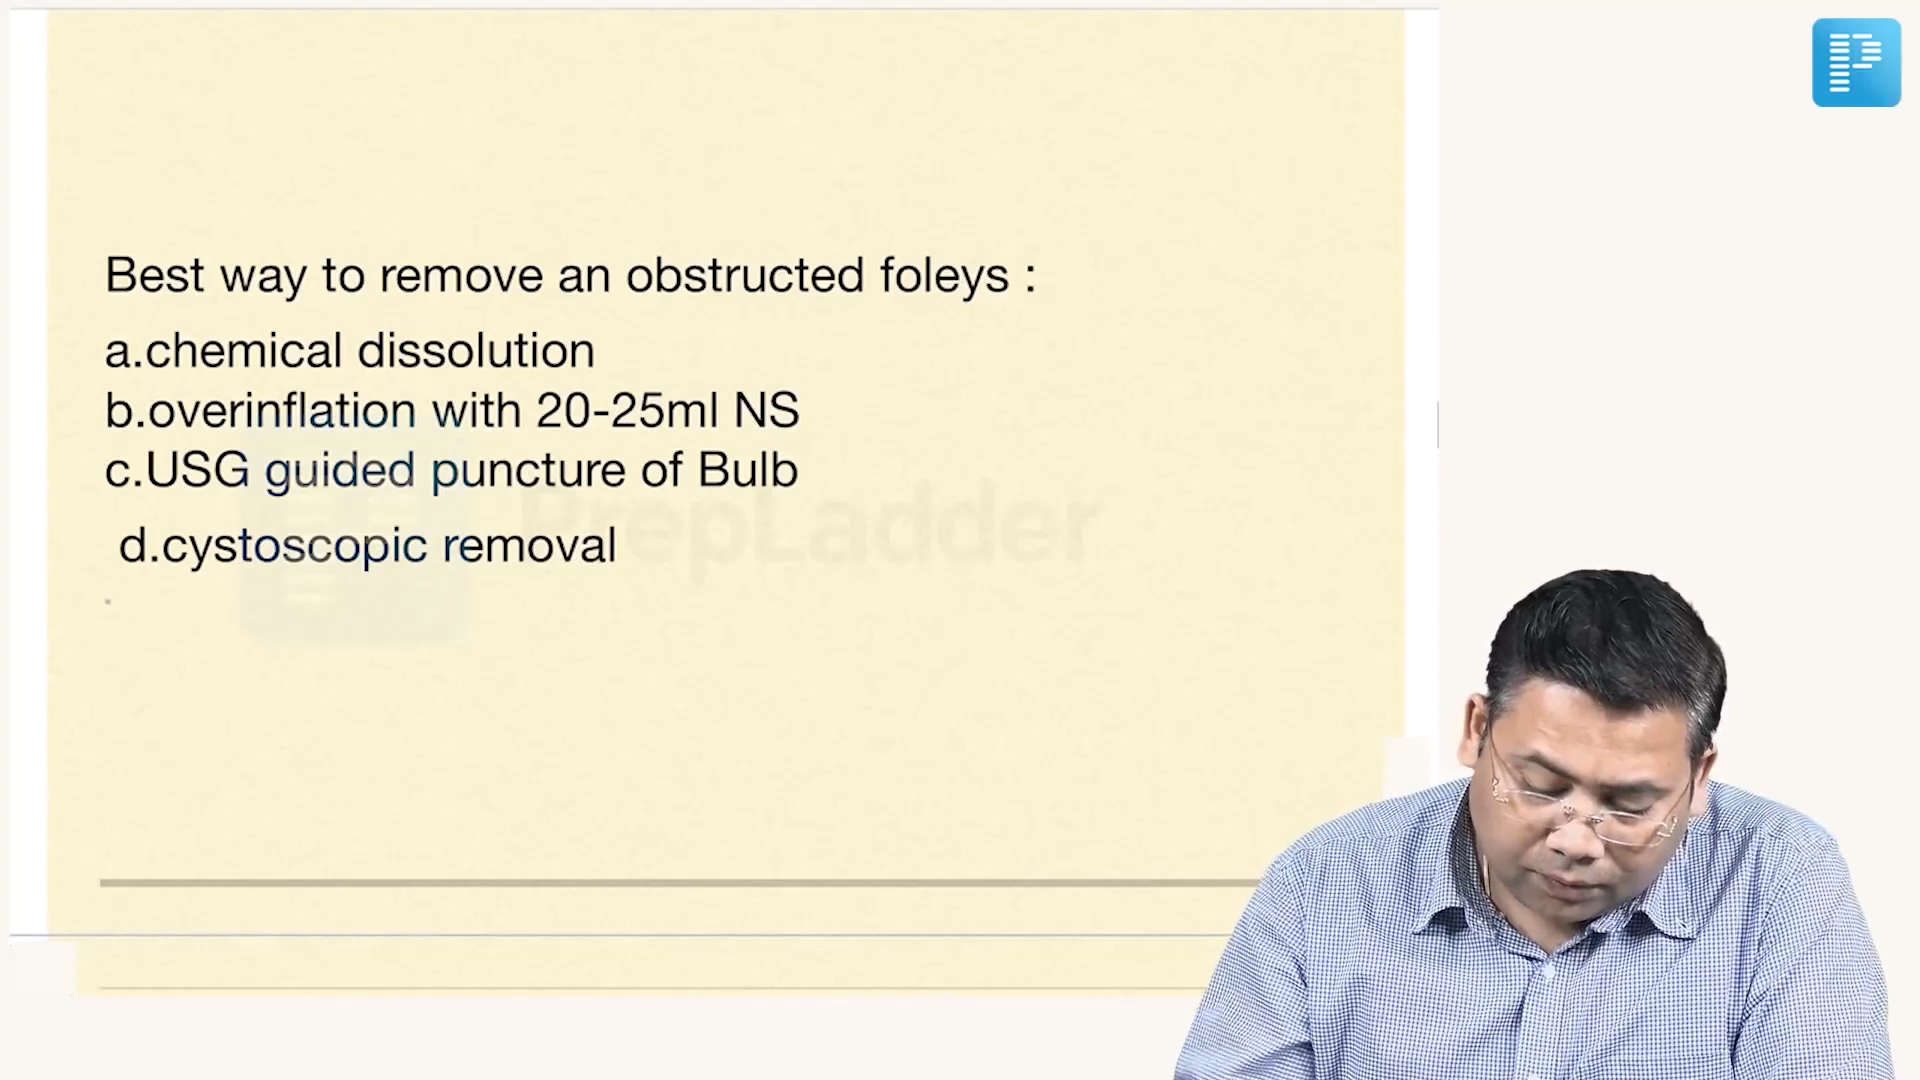 Best way to remove an obstructed foleys :
a.chemical dissolution
b.overinflation with 20-25ml NS
c.USG guided puncture of Bulb
PrepLadder
d.cystoscopic removal